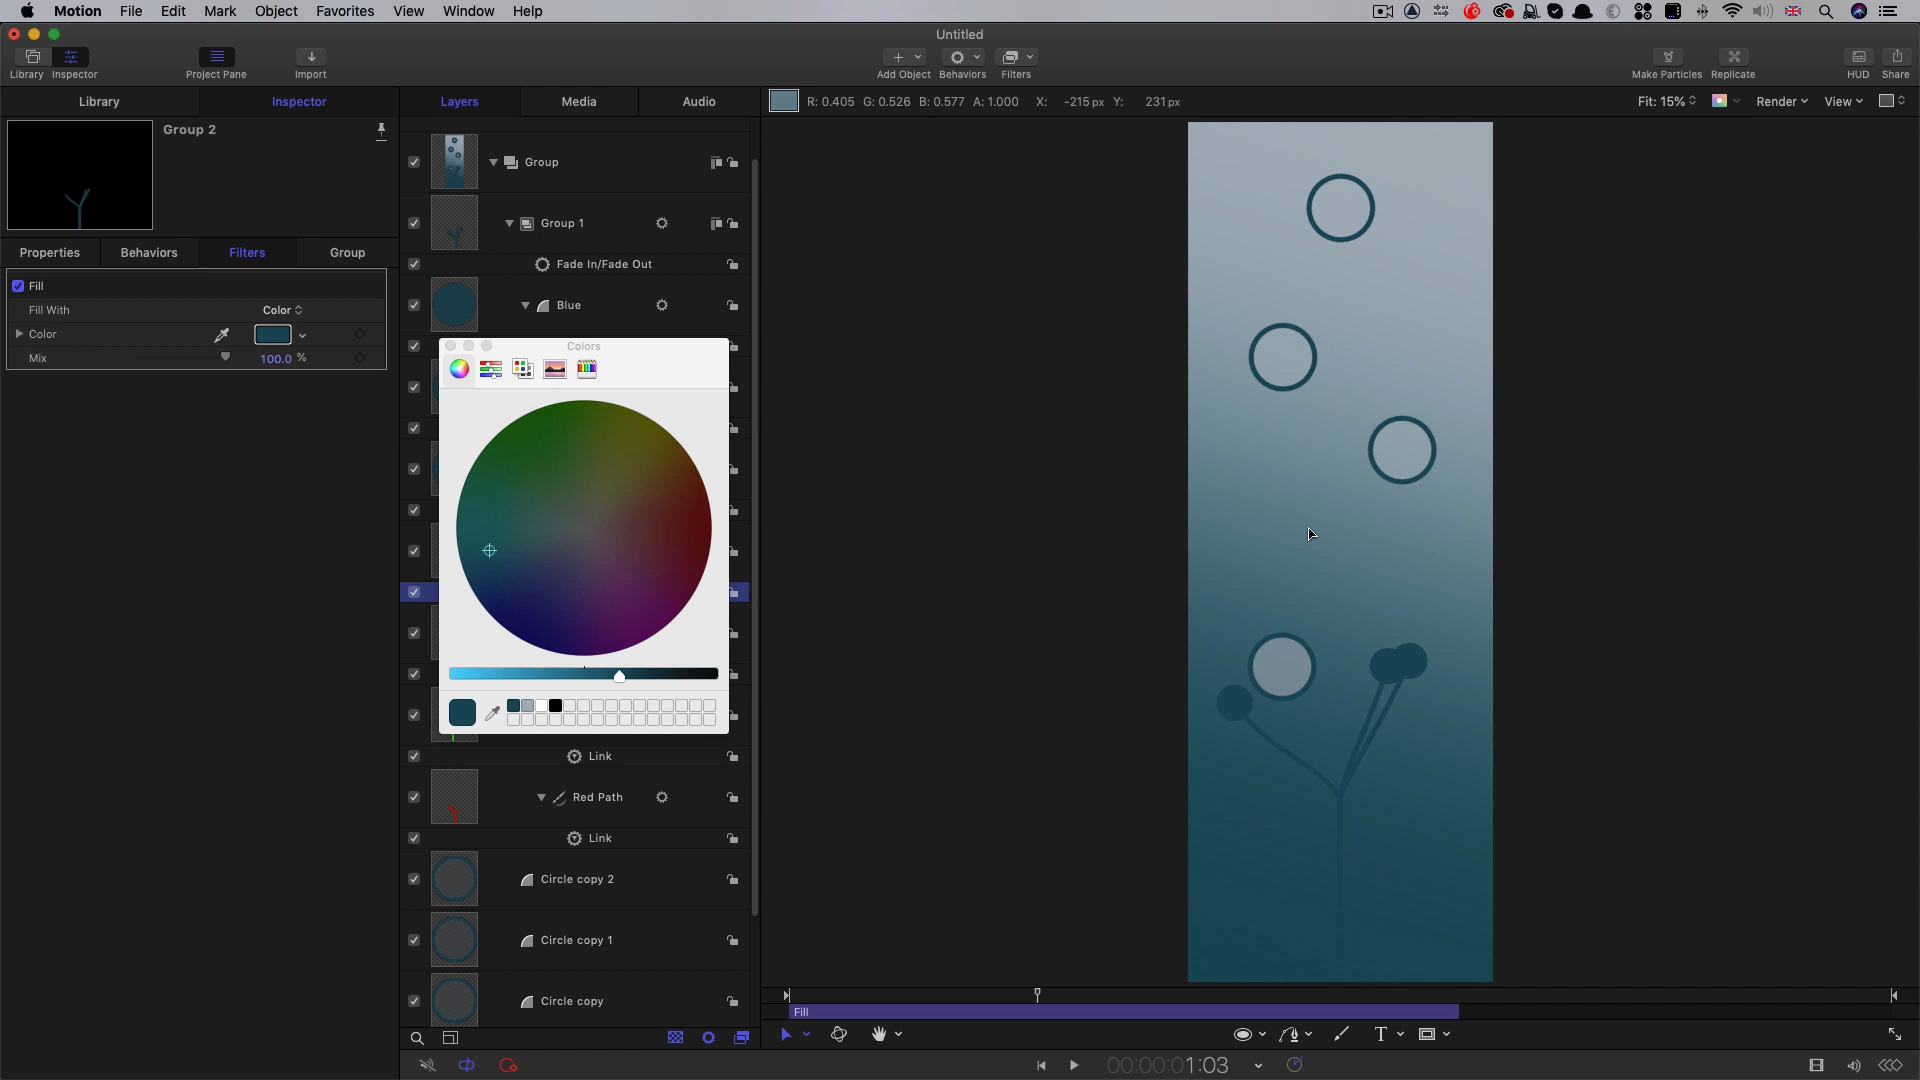 Motion File Edit Mark Object Favorites View Window Help
Untitled
Library Inspector Project Pane Import Add Object Behaviors Filters Make Particles Replicate HUD Share
Library Inspector Layers Media Audio R: 0.405 G: 0.526 B: 0.577 A: 1.000 X: -215 px Y: 231 px Fit: 15% Render View
Group 2
Group
Group 1
Properties Behaviors Filters Group
Fade In/Fade Out
Fill
Blue
Fill With Color
Color
Mix 100.0 %
Colors
Link
Red Path
Link
Circle copy 2
Circle copy 1
Circle copy
Fill
T
00:00:01:03